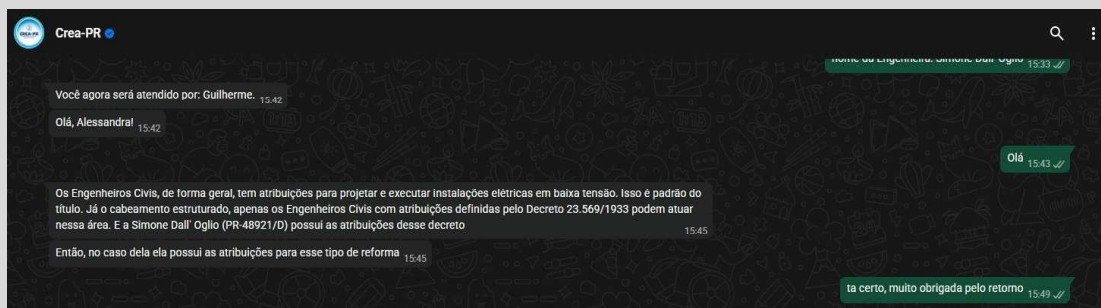 CREA-PR
Crea-PR
nome da Engenheira: Simone Dall' Oglio 15:33
Você agora será atendido por: Guilherme. 15:42
Olá, Alessandra! 15:42
Olá 15:43
Os Engenheiros Civis, de forma geral, tem atribuições para projetar e executar instalações elétricas em baixa tensão. Isso é padrão do
título. Já o cabeamento estruturado, apenas os Engenheiros Civis com atribuições definidas pelo Decreto 23.569/1933 podem atuar
nessa área. E a Simone Dall' Oglio (PR-48921/D) possui as atribuições desse decreto 15:45
Então, no caso dela ela possui as atribuições para esse tipo de reforma 15:45
ta certo, muito obrigada pelo retorno 15:49